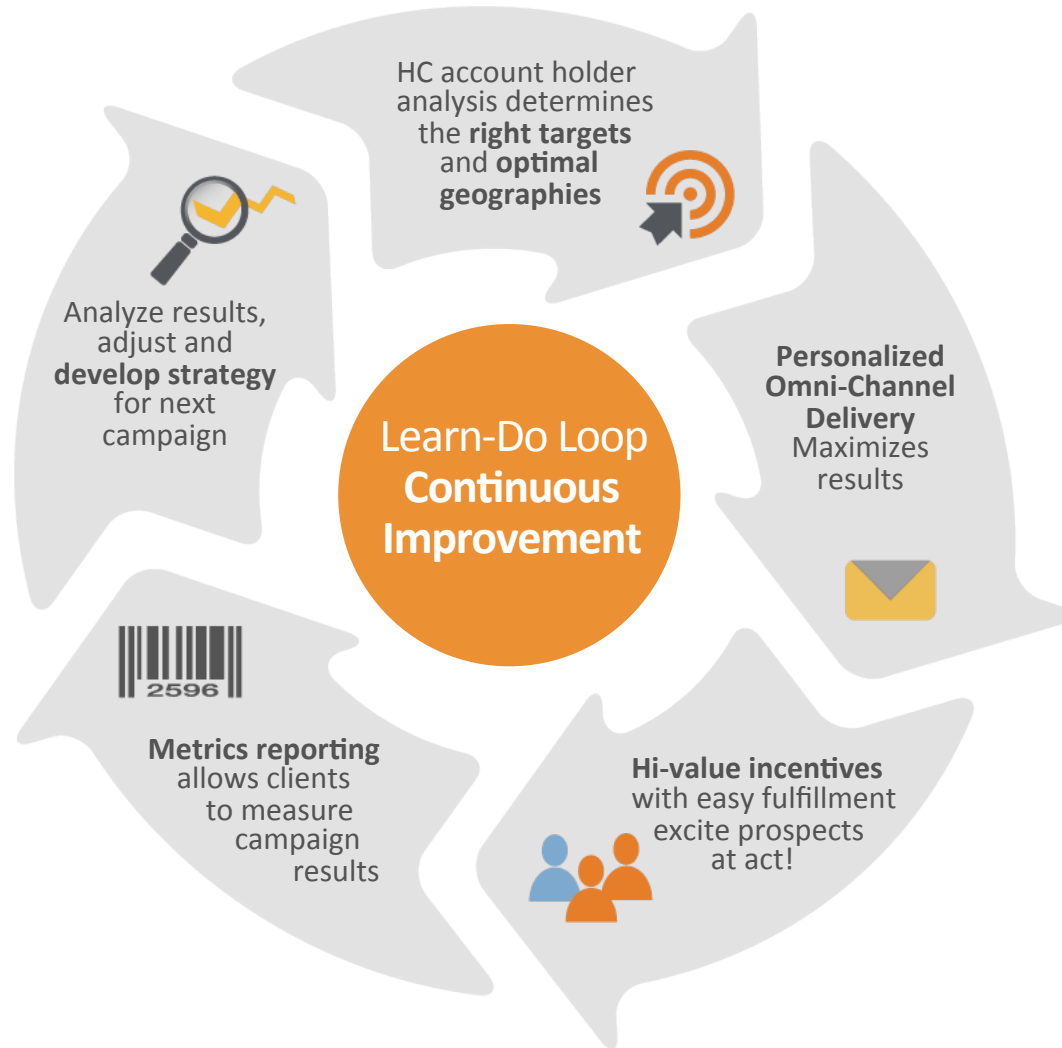 HC account holder
analysis determines
the right targets
and optimal
geographies
Personalized
Omni-Channel
Delivery
Maximizes
results
Hi-value incentives
with easy fulfillment
excite prospects
at act!
Metrics reporting
allows clients
to measure
campaign
results
2596
Analyze results,
adjust and
develop strategy
for next
campaign
Learn-Do Loop
Continuous
Improvement